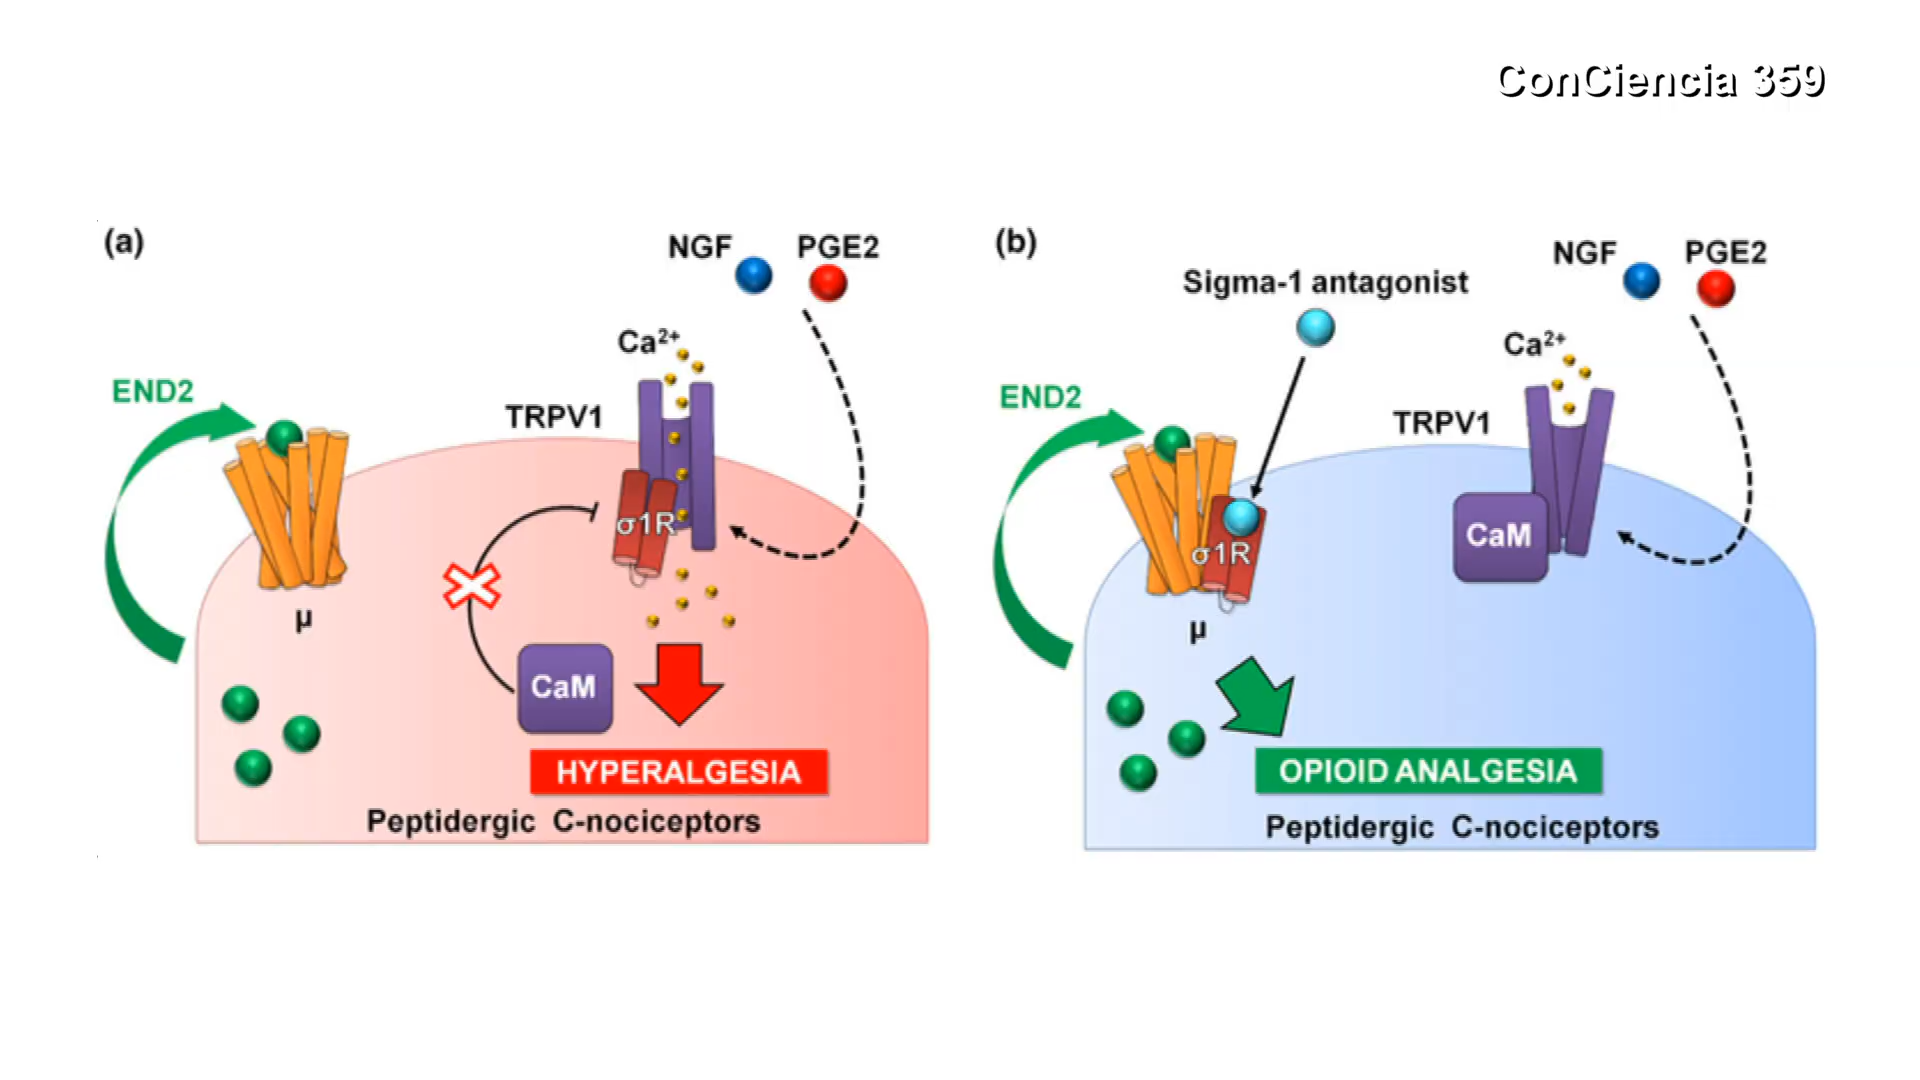 ConCiencia 359
(a)
NGF PGE2
Ca²⁺
END2
TRPV1
σ1R
µ
CaM
HYPERALGESIA
Peptidergic C-nociceptors
(b)
NGF PGE2
Sigma-1 antagonist
Ca²⁺
END2
TRPV1
CaM
σ1R
µ
OPIOID ANALGESIA
Peptidergic C-nociceptors